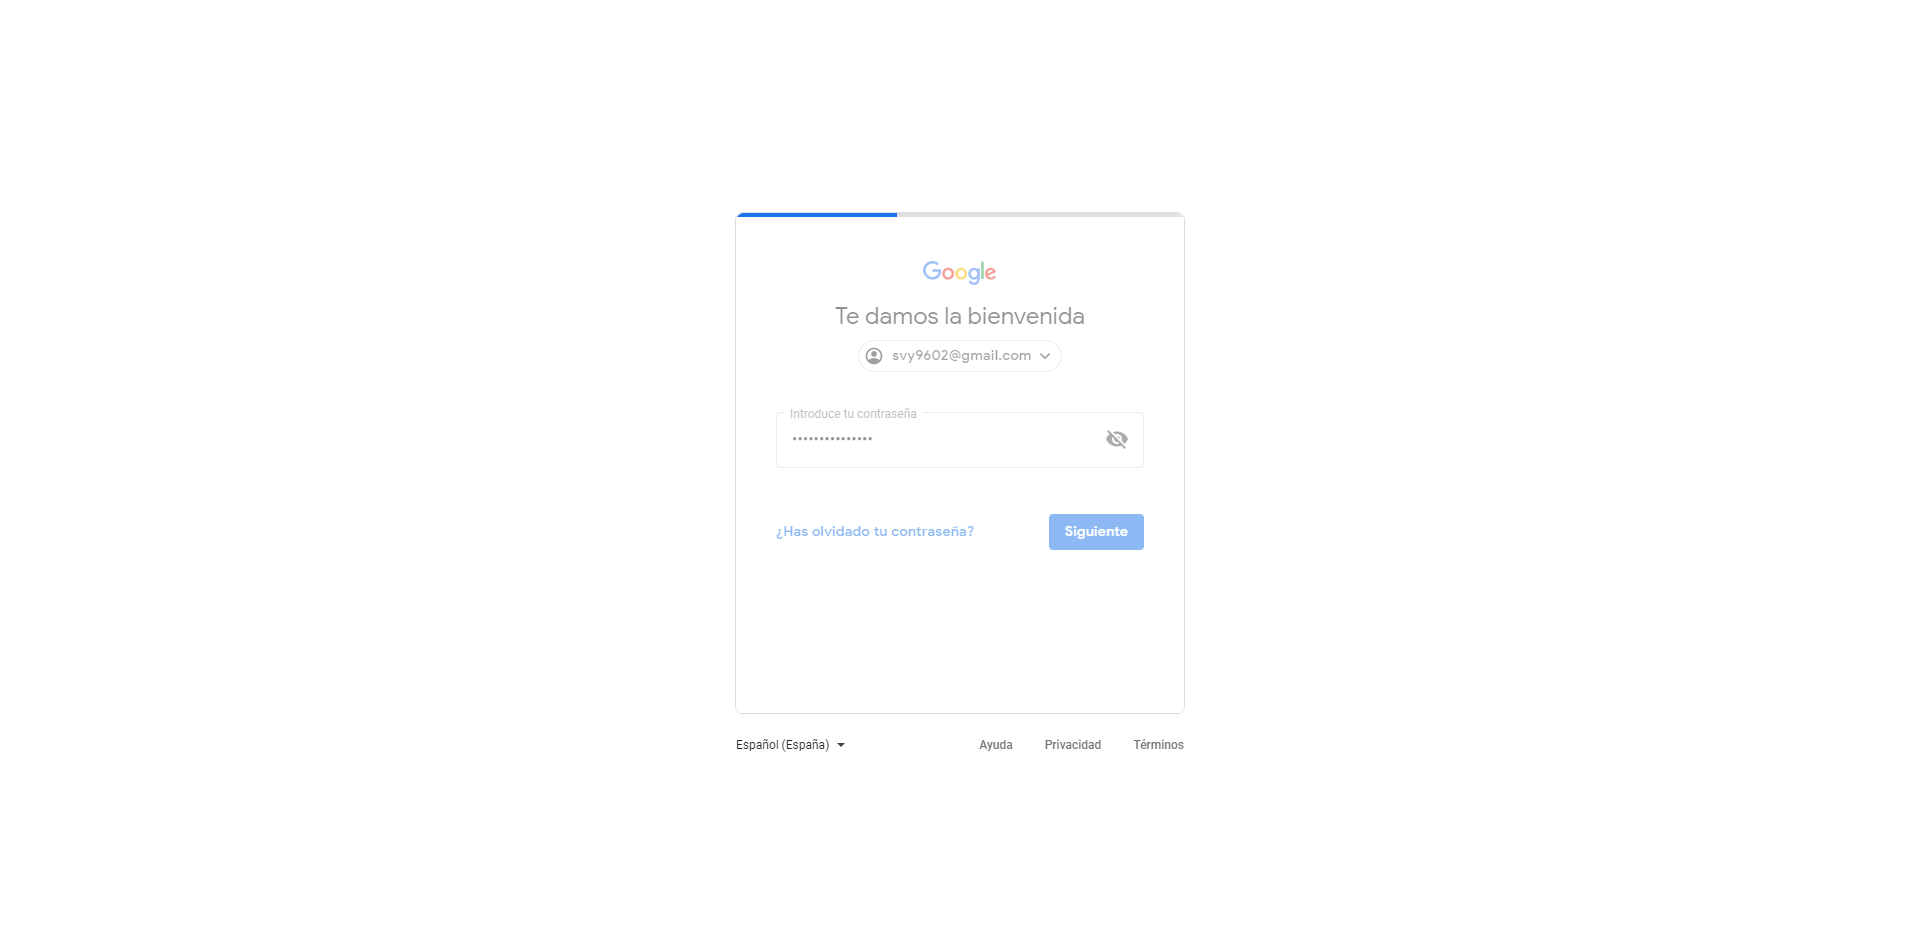 Google
Te damos la bienvenida
svy9602@gmail.com
Introduce tu contraseña
•••••••••••••••
¿Has olvidado tu contraseña?
Siguiente
Español (España)
Ayuda
Privacidad
Términos